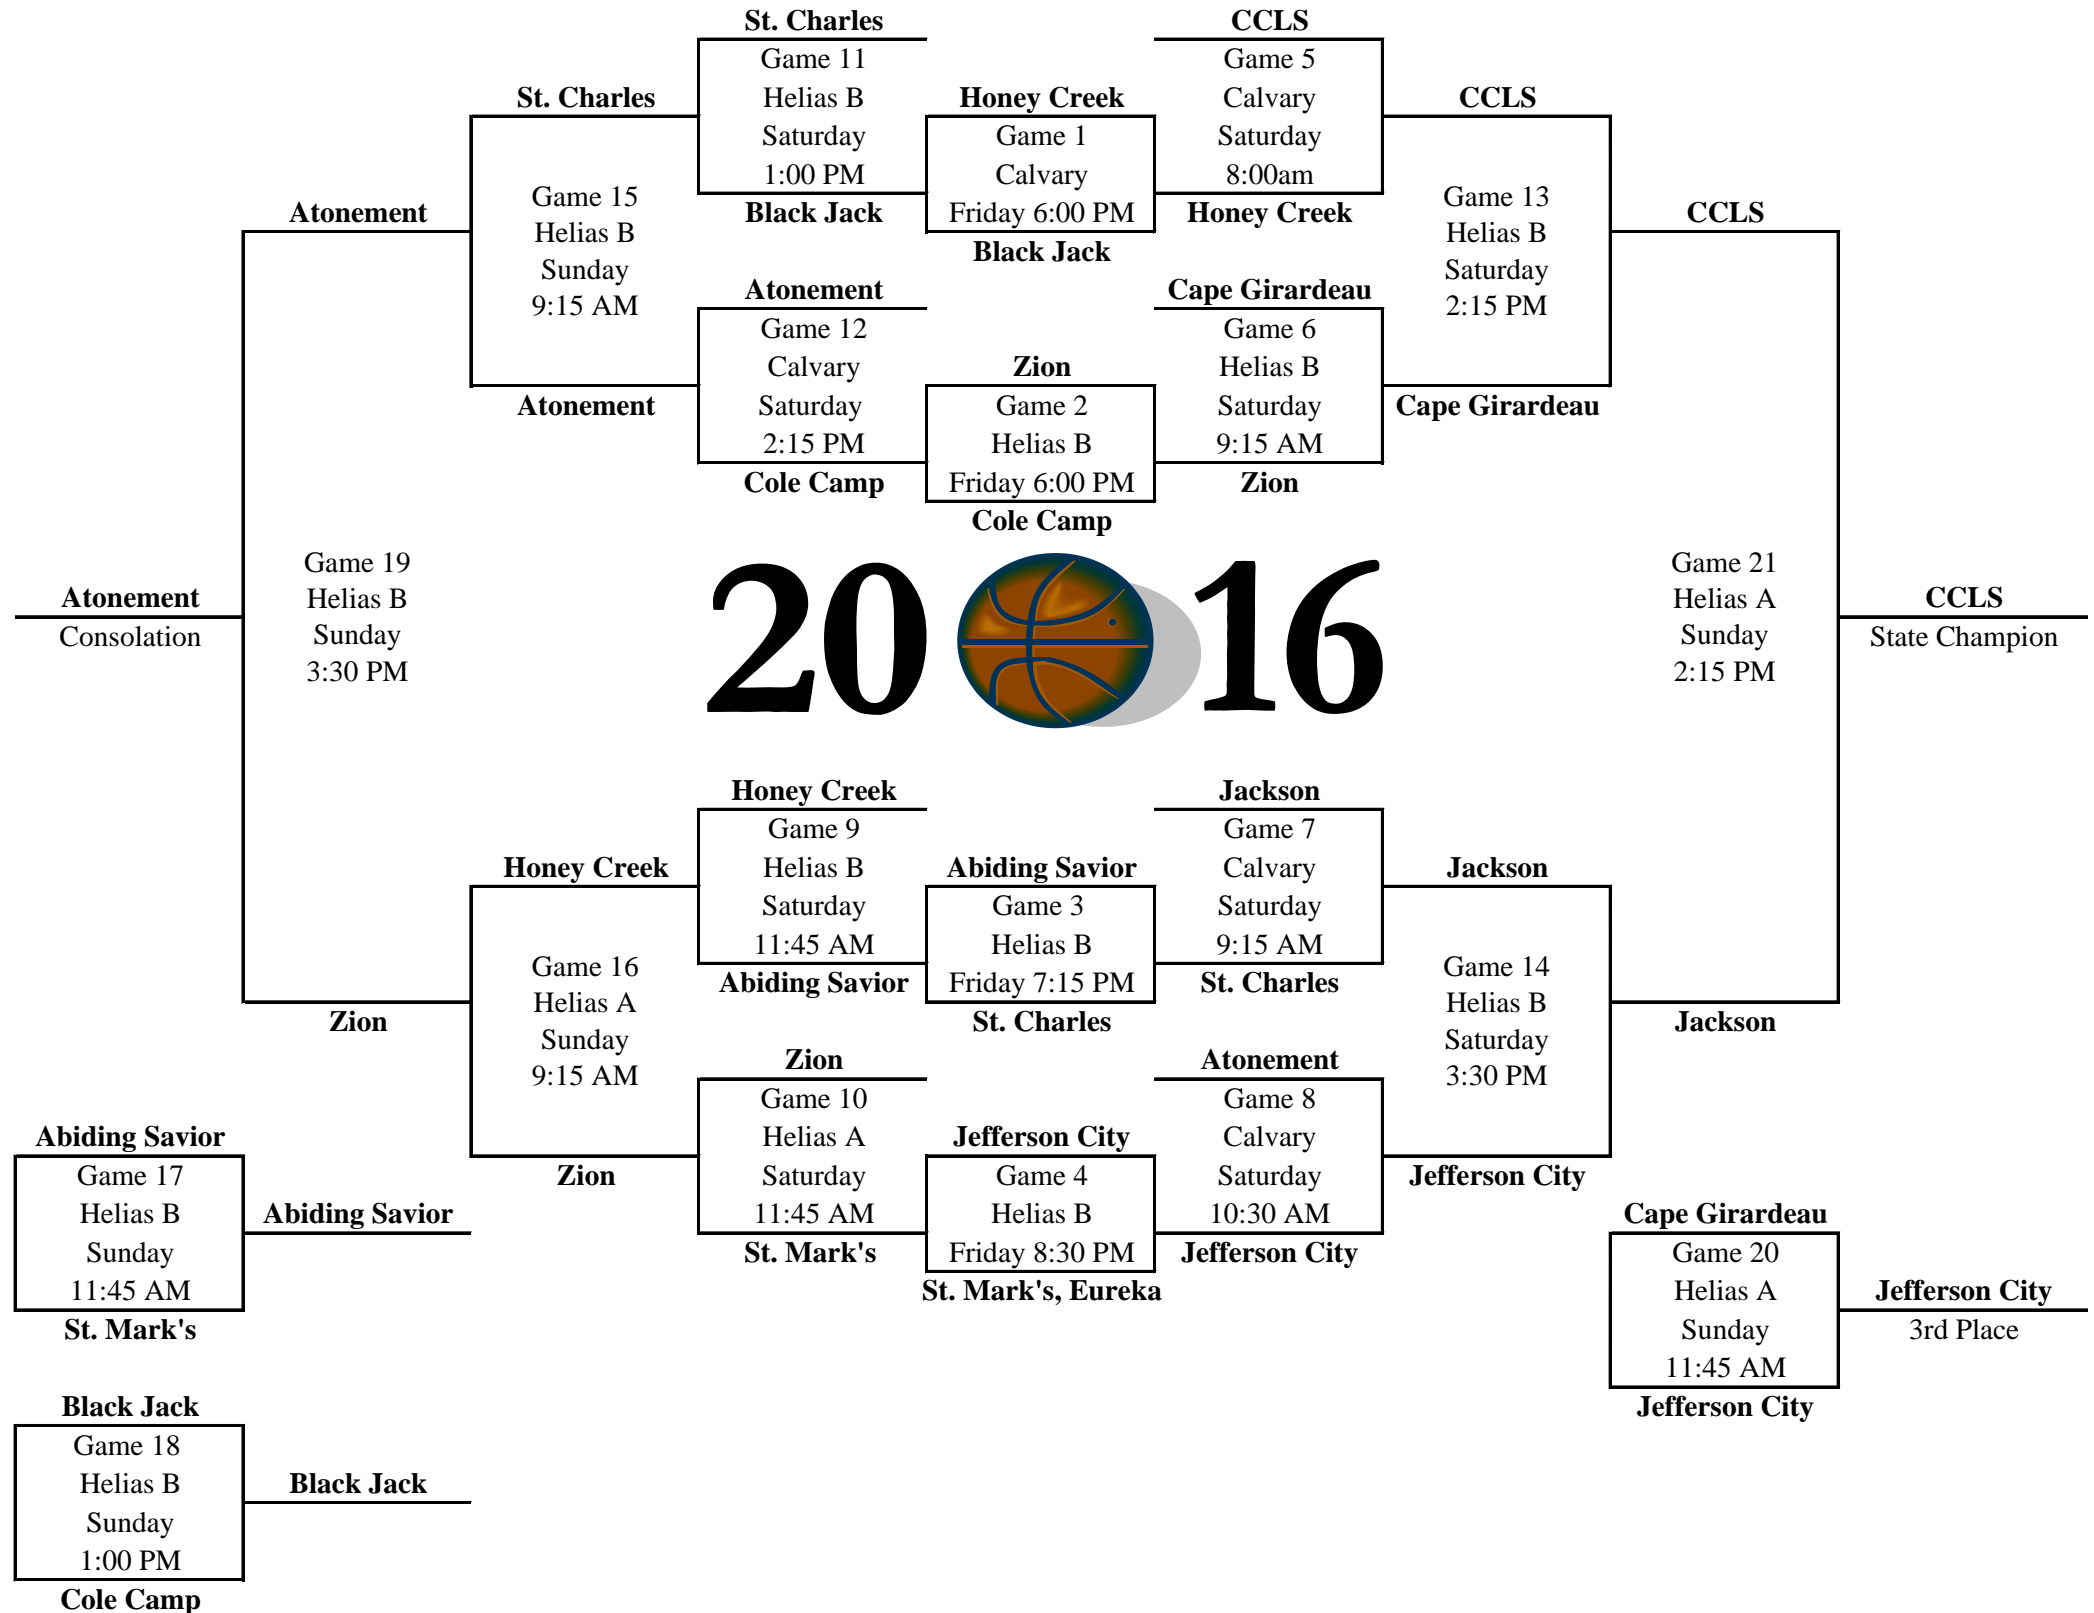 St. Charles
CCLS
Game 11
Game 5
St. Charles
Helias B
Honey Creek
Calvary
CCLS
Saturday
Game 1
Saturday
1:00 PM
Calvary
8:00am
Game 15
Game 13
Atonement
Black Jack
Friday 6:00 PM
Honey Creek
CCLS
Helias B
Helias B
Black Jack
Sunday
Saturday
Atonement
Cape Girardeau
9:15 AM
2:15 PM
Game 12
Game 6
Calvary
Zion
Helias B
Atonement
Saturday
Game 2
Saturday
Cape Girardeau
2:15 PM
Helias B
9:15 AM
Cole Camp
Friday 6:00 PM
Zion
Cole Camp
Game 19
Game 21
Atonement
Helias B
2016
Helias A
CCLS
Consolation
Sunday
Sunday
State Champion
3:30 PM
2:15 PM
Honey Creek
Jackson
Game 9
Game 7
Honey Creek
Helias B
Abiding Savior
Calvary
Jackson
Saturday
Game 3
Saturday
11:45 AM
Helias B
9:15 AM
Game 16
Game 14
Abiding Savior
Friday 7:15 PM
St. Charles
Helias A
Helias B
Zion
St. Charles
Jackson
Sunday
Saturday
Zion
Atonement
9:15 AM
3:30 PM
Game 10
Game 8
Abiding Savior
Helias A
Jefferson City
Calvary
Game 17
Zion
Saturday
Game 4
Saturday
Jefferson City
Helias B
Abiding Savior
11:45 AM
Helias B
10:30 AM
Cape Girardeau
Sunday
St. Mark's
Friday 8:30 PM
Jefferson City
Game 20
11:45 AM
St. Mark's, Eureka
Helias A
Jefferson City
St. Mark's
Sunday
3rd Place
11:45 AM
Black Jack
Jefferson City
Game 18
Helias B
Black Jack
Sunday
1:00 PM
Cole Camp